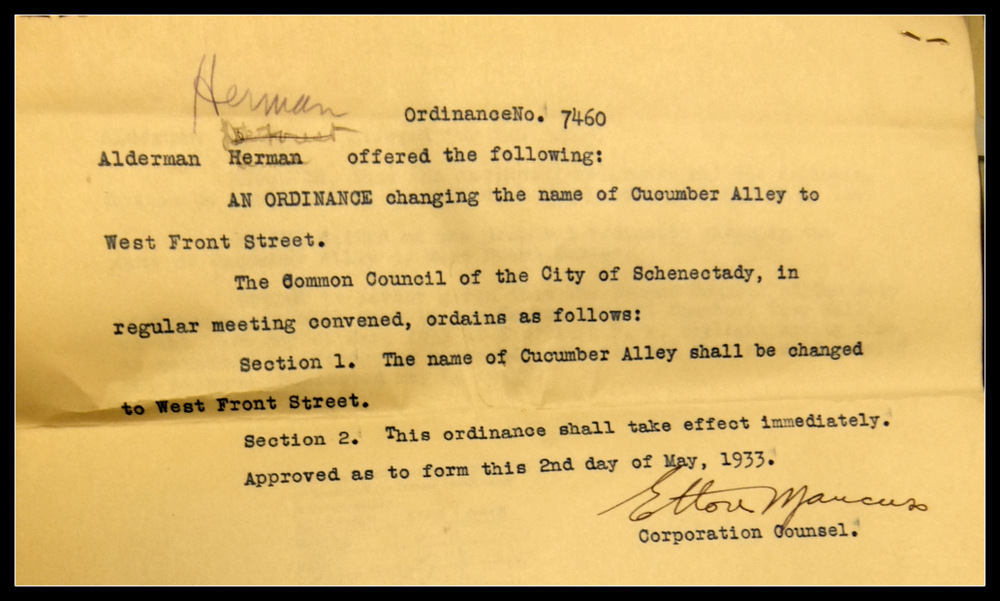 Herman
OrdinanceNo. 7460
Alderman Herman offered the following:
AN ORDINANCE changing the name of Cucumber Alley to
West Front Street.
The Common Council of the City of Schenectady, in
regular meeting convened, ordains as follows:
Section 1. The name of Cucumber Alley shall be changed
to West Front Street.
Section 2. This ordinance shall take effect immediately.
Approved as to form this 2nd day of May, 1933.
Ettore Mancuso
Corporation Counsel.